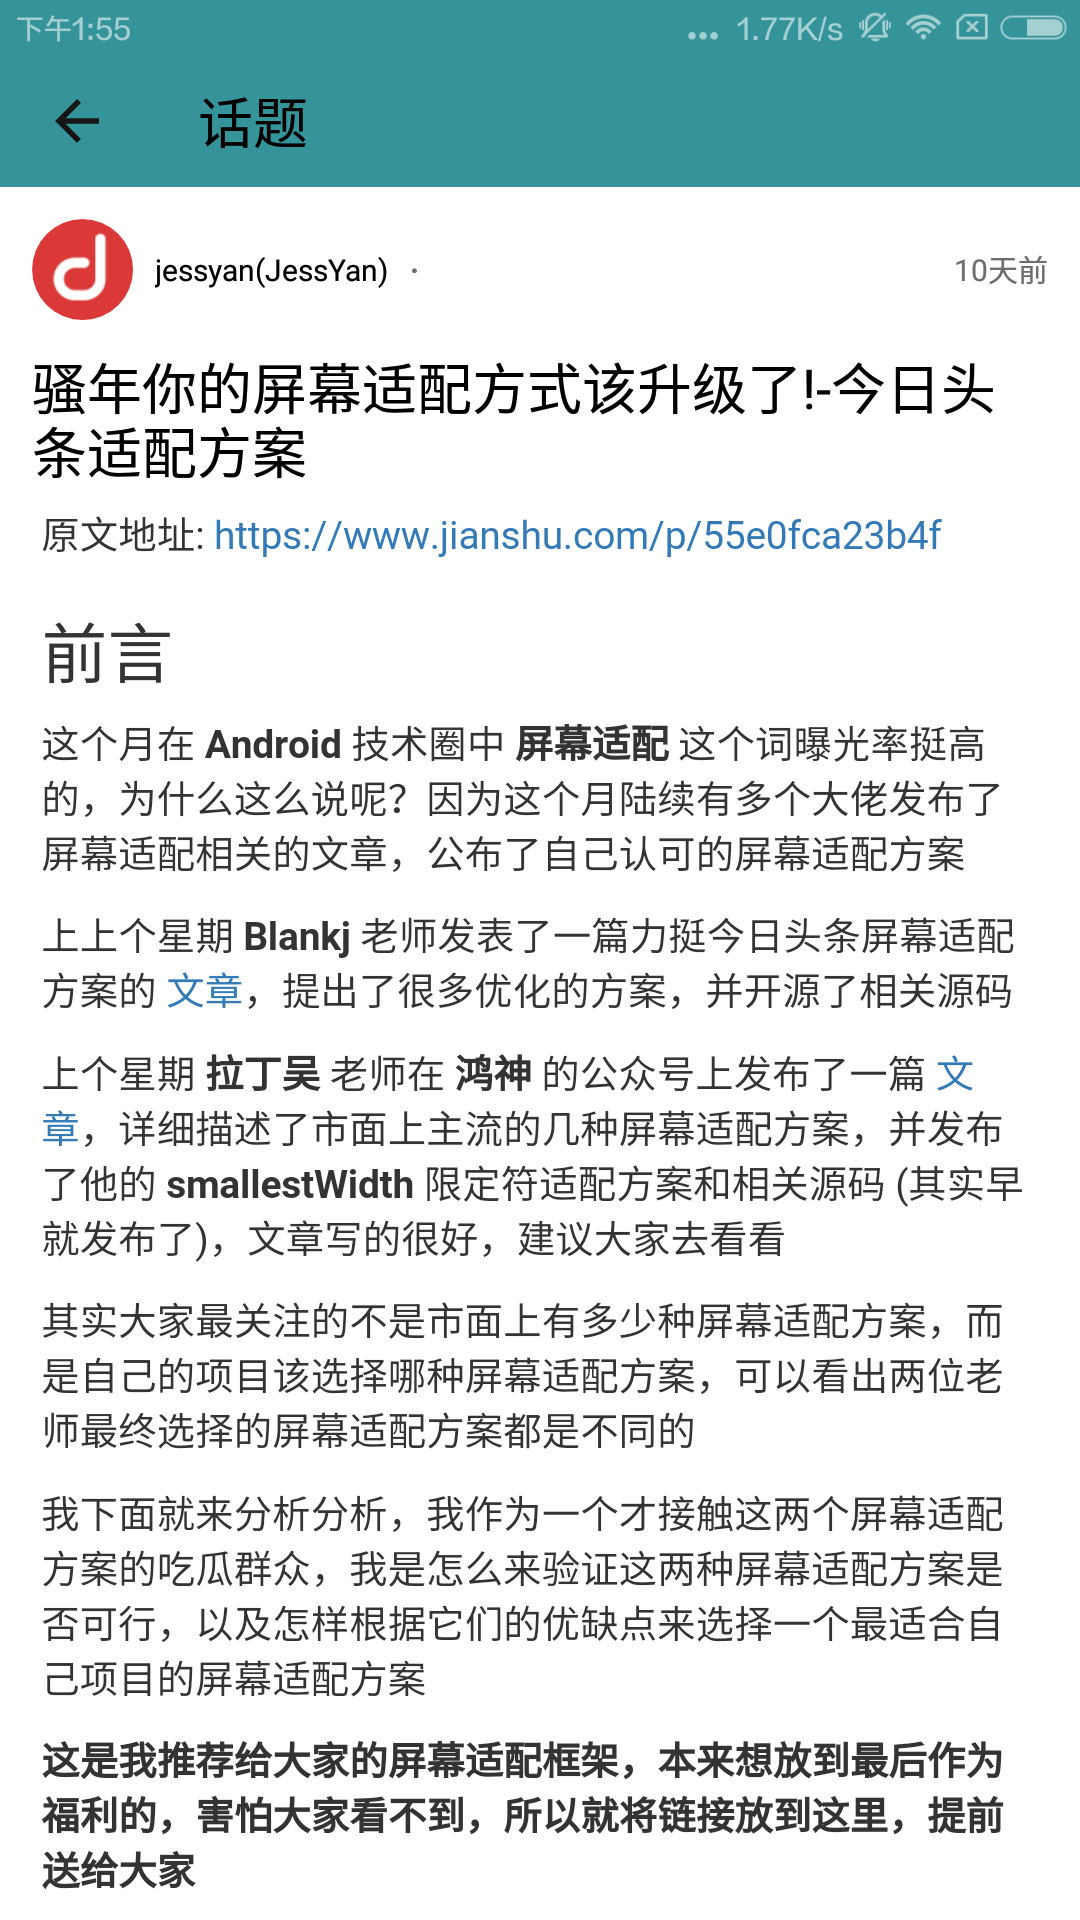 下午1:55
... 1.77K/s
话题
jessyan(JessYan) ·
10天前
骚年你的屏幕适配方式该升级了!-今日头
条适配方案
原文地址: https://www.jianshu.com/p/55e0fca23b4f
前言
这个月在 Android 技术圈中 屏幕适配 这个词曝光率挺高
的，为什么这么说呢？因为这个月陆续有多个大佬发布了
屏幕适配相关的文章，公布了自己认可的屏幕适配方案
上上个星期 Blankj 老师发表了一篇力挺今日头条屏幕适配
方案的 文章，提出了很多优化的方案，并开源了相关源码
上个星期 拉丁吴 老师在 鸿神 的公众号上发布了一篇 文
章，详细描述了市面上主流的几种屏幕适配方案，并发布
了他的 smallestWidth 限定符适配方案和相关源码 (其实早
就发布了)，文章写的很好，建议大家去看看
其实大家最关注的不是市面上有多少种屏幕适配方案，而
是自己的项目该选择哪种屏幕适配方案，可以看出两位老
师最终选择的屏幕适配方案都是不同的
我下面就来分析分析，我作为一个才接触这两个屏幕适配
方案的吃瓜群众，我是怎么来验证这两种屏幕适配方案是
否可行，以及怎样根据它们的优缺点来选择一个最适合自
己项目的屏幕适配方案
这是我推荐给大家的屏幕适配框架，本来想放到最后作为
福利的，害怕大家看不到，所以就将链接放到这里，提前
送给大家